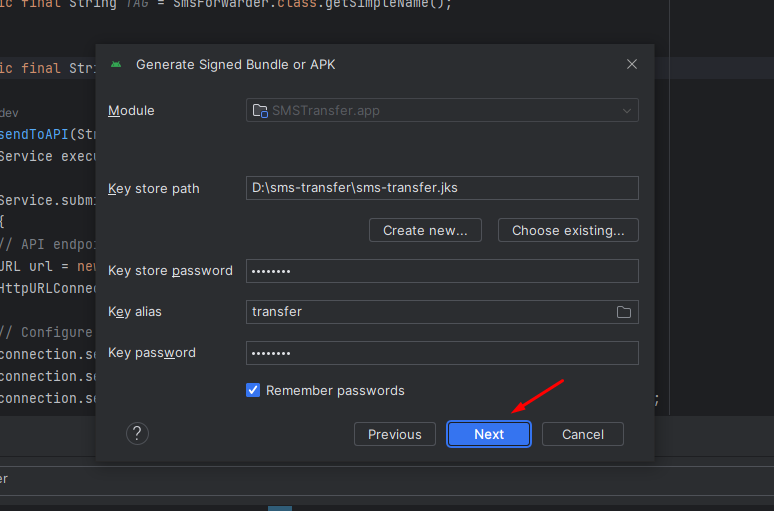 ic final String TAG = SmsForwarder.class.getSimpleName();
ic final Stri
Generate Signed Bundle or APK
dev
Module
SMSTransfer.app
sendToAPI(Str
Service execu
Key store path
D:\sms-transfer\sms-transfer.jks
Service.submi
{
Create new...
Choose existing...
// API endpoi
URL url = new
Key store password
••••••••
HttpURLConnec
Key alias
transfer
// Configure
connection.se
Key password
••••••••
connection.se
Remember passwords
connection.se
;
?
Previous
Next
Cancel
er